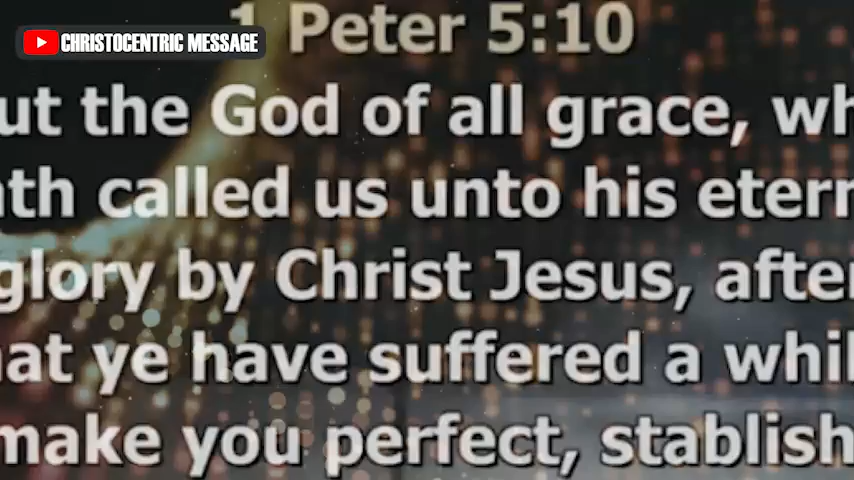 CHRISTOCENTRIC MESSAGE
1 Peter 5:10
ut the God of all grace, wh
ath called us unto his etern
glory by Christ Jesus, after
hat ye have suffered a whil
make you perfect, stablish